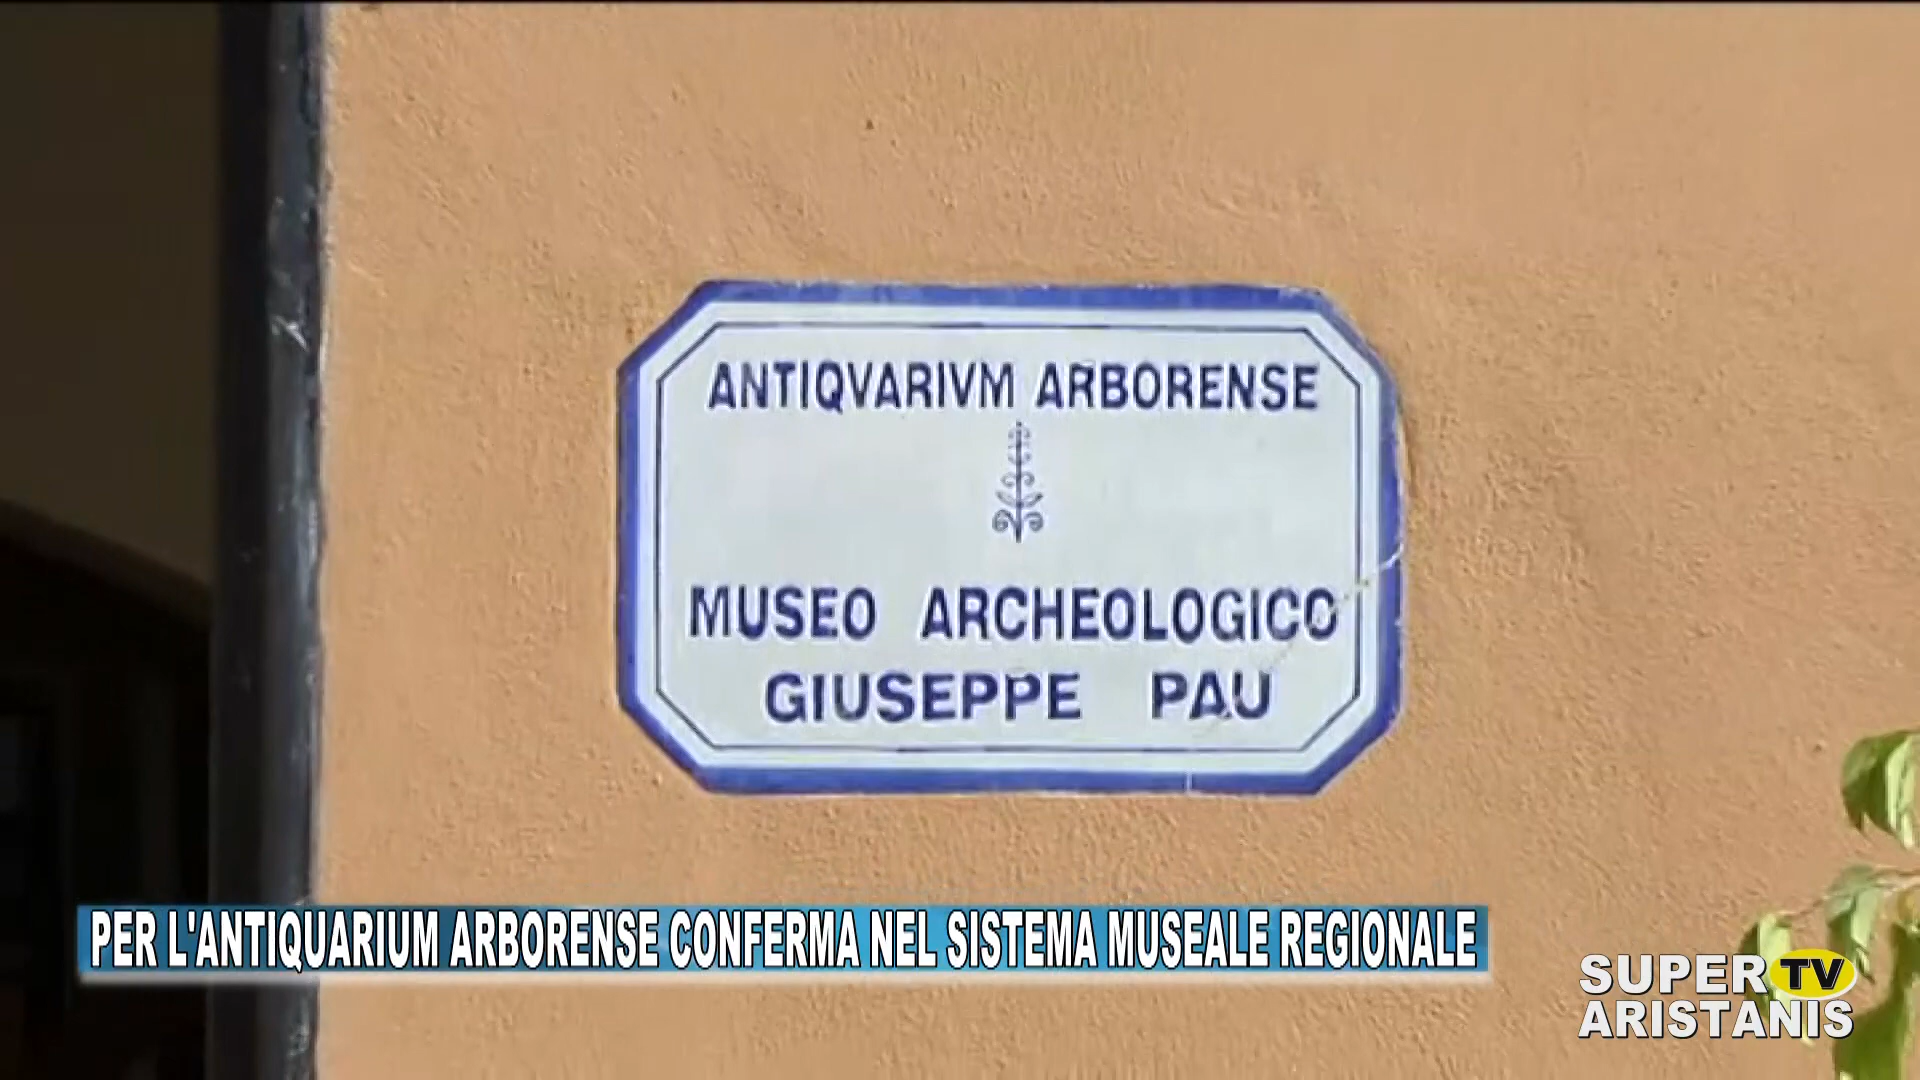 ANTIQVARIVM ARBORENSE
MUSEO ARCHEOLOGICO
GIUSEPPE PAU
PER L'ANTIQUARIUM ARBORENSE CONFERMA NEL SISTEMA MUSEALE REGIONALE
SUPER TV
ARISTANIS